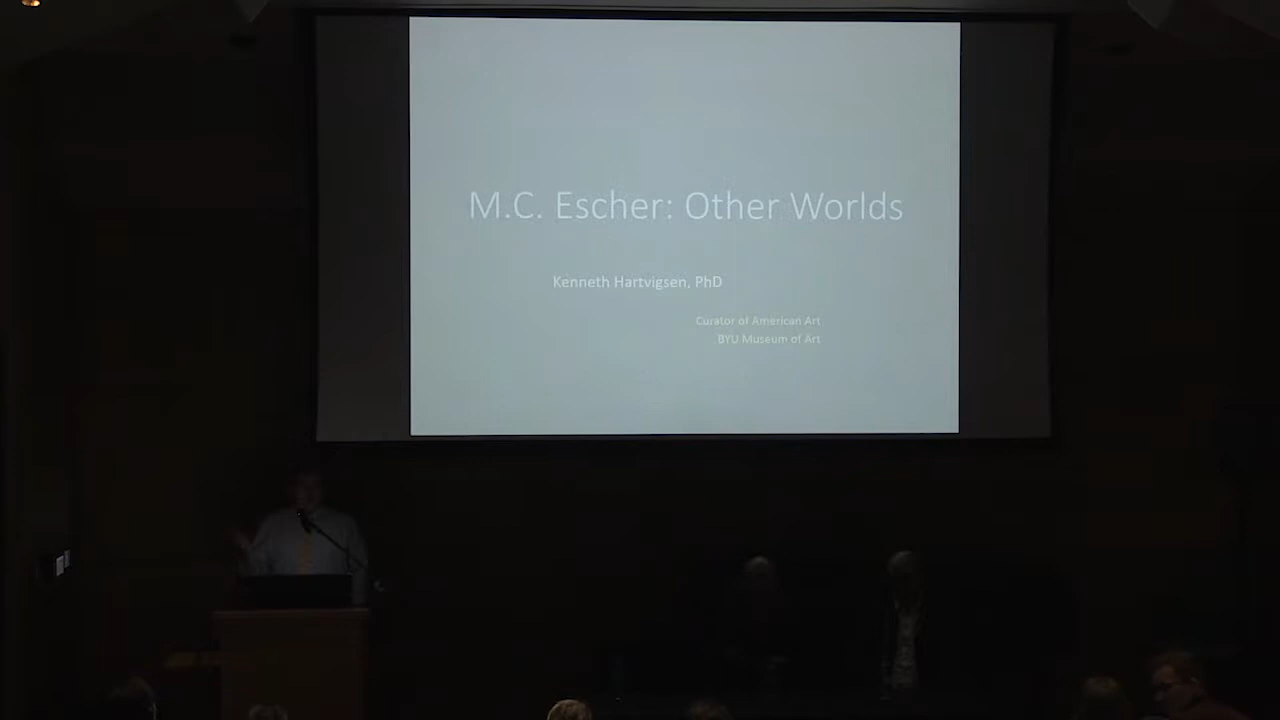 M.C. Escher: Other Worlds
Kenneth Hartvigsen, PhD
Curator of American Art
BYU Museum of Art